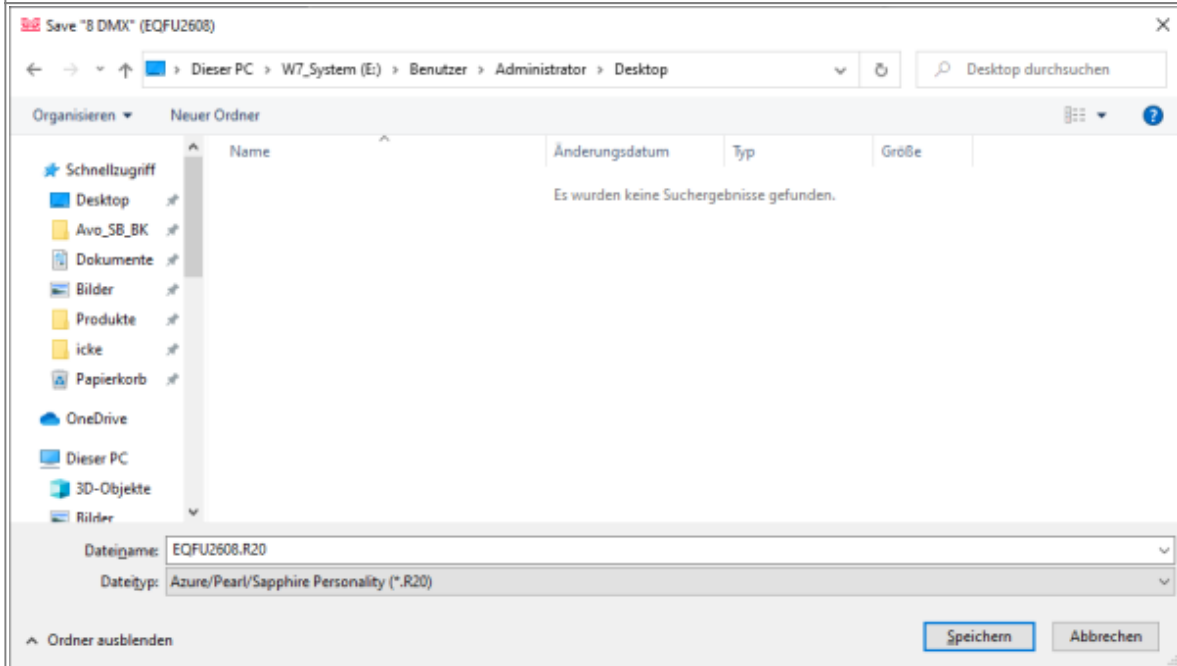 Save "8 DMX" (EQFU2608)
Dieser PC › W7_System (E:) › Benutzer › Administrator › Desktop
Desktop durchsuchen
Organisieren
Neuer Ordner
Name
Änderungsdatum
Typ
Größe
Es wurden keine Suchergebnisse gefunden.
Schnellzugriff
Desktop
Avo_SB_BK
Dokumente
Bilder
Produkte
icke
Papierkorb
OneDrive
Dieser PC
3D-Objekte
Bilder
Dateiname: EQFU2608.R20
Dateityp: Azure/Pearl/Sapphire Personality (*.R20)
Ordner ausblenden
Speichern
Abbrechen